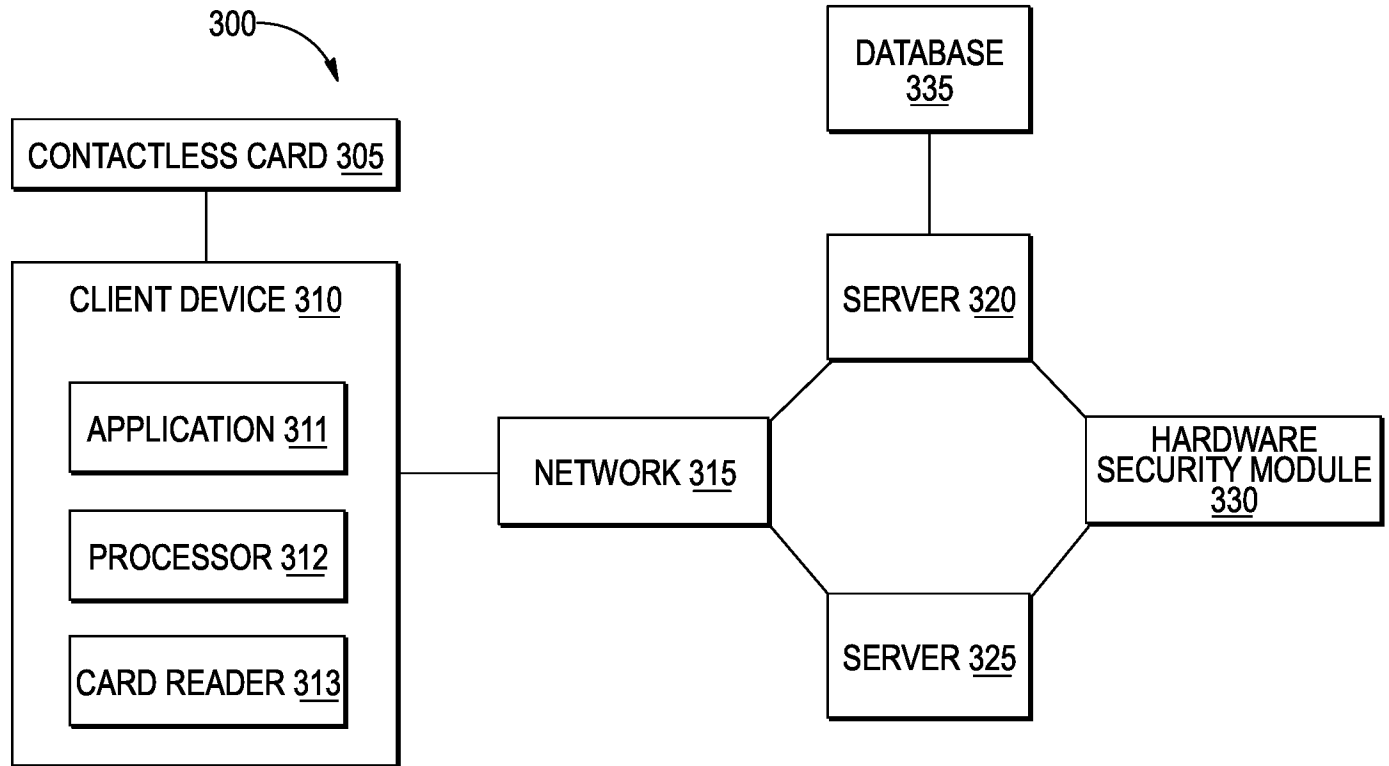 300
CONTACTLESS CARD 305
CLIENT DEVICE 310
APPLICATION 311
PROCESSOR 312
CARD READER 313
NETWORK 315
DATABASE
335
SERVER 320
HARDWARE
SECURITY MODULE
330
SERVER 325